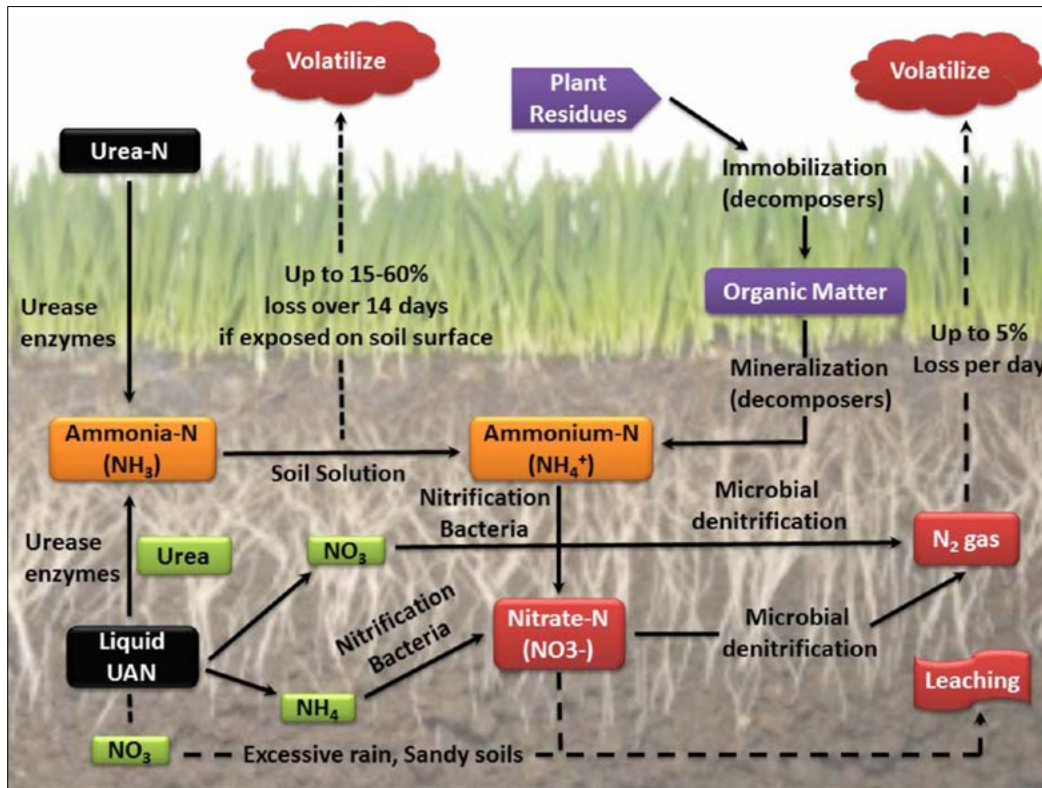 Volatilize
Volatilize
Plant
Residues
Urea-N
Immobilization
(decomposers)
Up to 15-60%
loss over 14 days
if exposed on soil surface
Organic Matter
Urease
enzymes
Up to 5%
Loss per day
Mineralization
(decomposers)
Ammonia-N
(NH₃)
Soil Solution
Ammonium-N
(NH₄⁺)
Nitrification
Bacteria
Microbial
denitrification
Urease
enzymes
Urea
NO₃
N₂ gas
Nitrification
Bacteria
Nitrate-N
(NO3-)
Microbial
denitrification
Liquid
UAN
NH₄
Leaching
NO₃
Excessive rain, Sandy soils